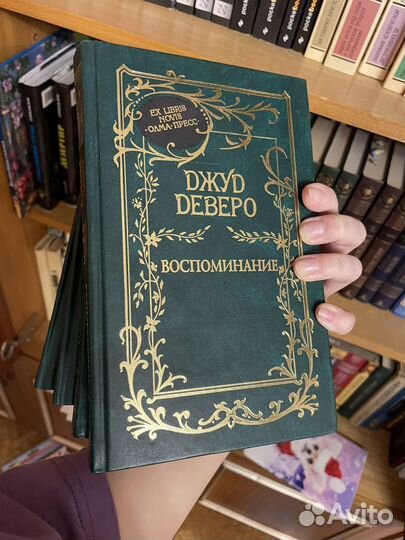 EX LIBRIS
NOVIS
·ОЛМА·ПРЕСС·
ДЖУД
ДЕВЕРО
ВОСПОМИНАНИЕ
Avito